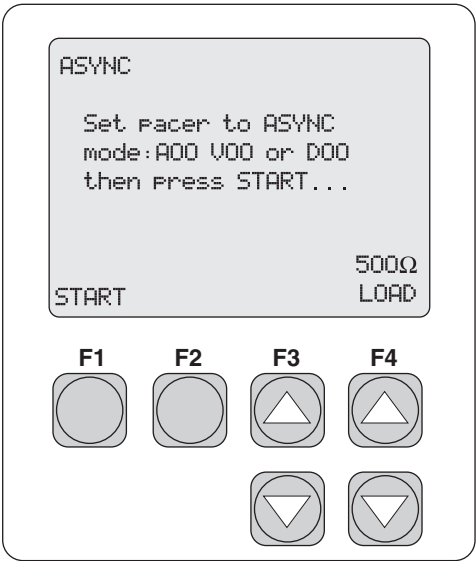 ASYNC
Set pacer to ASYNC
mode:AOO VOO or DOO
then press START...
500Ω
START LOAD
F1 F2 F3 F4